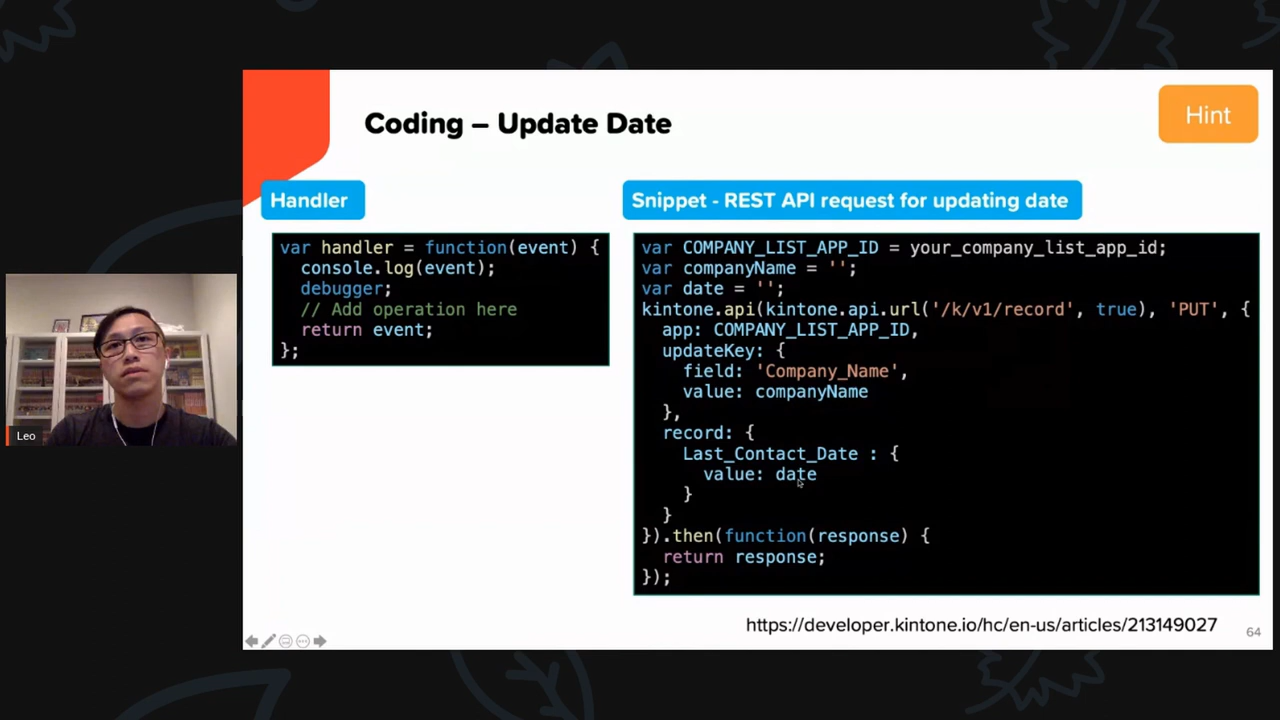 Coding – Update Date
Hint
Handler
var handler = function(event) {
  console.log(event);
  debugger;
  // Add operation here
  return event;
};
Snippet - REST API request for updating date
var COMPANY_LIST_APP_ID = your_company_list_app_id;
var companyName = '';
var date = '';
kintone.api(kintone.api.url('/k/v1/record', true), 'PUT', {
  app: COMPANY_LIST_APP_ID,
  updateKey: {
    field: 'Company_Name',
    value: companyName
  },
  record: {
    Last_Contact_Date : {
      value: date
    }
  }
}).then(function(response) {
  return response;
});
https://developer.kintone.io/hc/en-us/articles/213149027
64
Leo